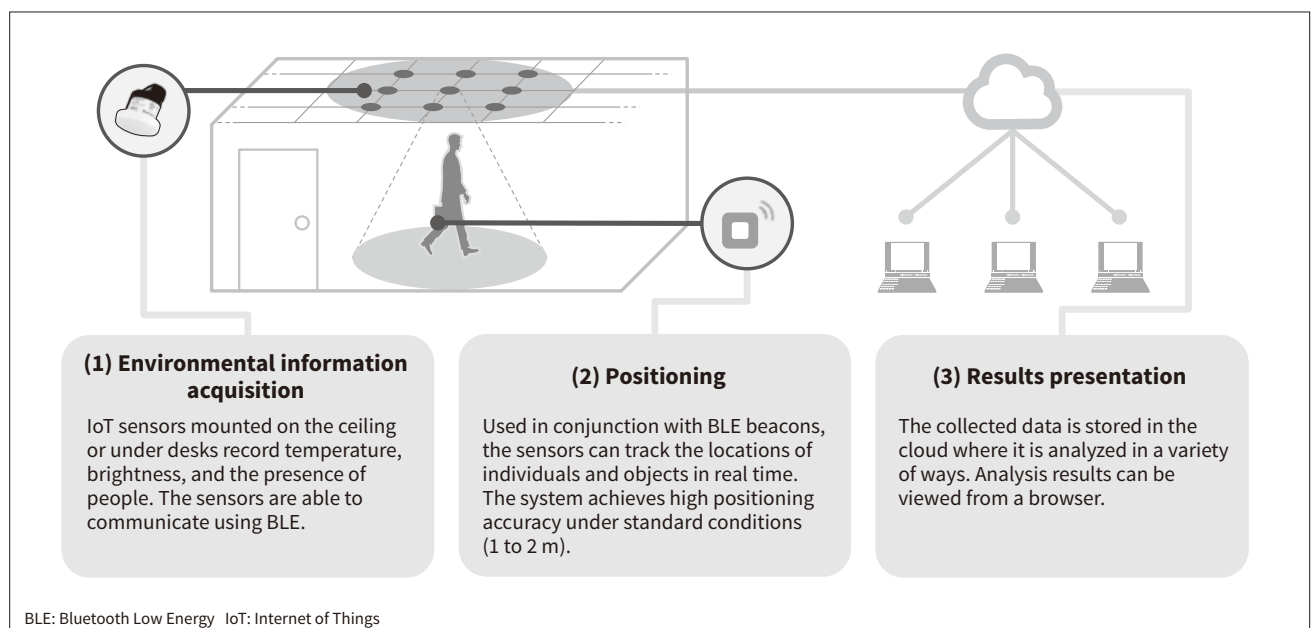 (1) Environmental information
acquisition
IoT sensors mounted on the ceiling
or under desks record temperature,
brightness, and the presence of
people. The sensors are able to
communicate using BLE.
(2) Positioning
Used in conjunction with BLE beacons,
the sensors can track the locations of
individuals and objects in real time.
The system achieves high positioning
accuracy under standard conditions
(1 to 2 m).
(3) Results presentation
The collected data is stored in the
cloud where it is analyzed in a variety
of ways. Analysis results can be
viewed from a browser.
BLE: Bluetooth Low Energy IoT: Internet of Things